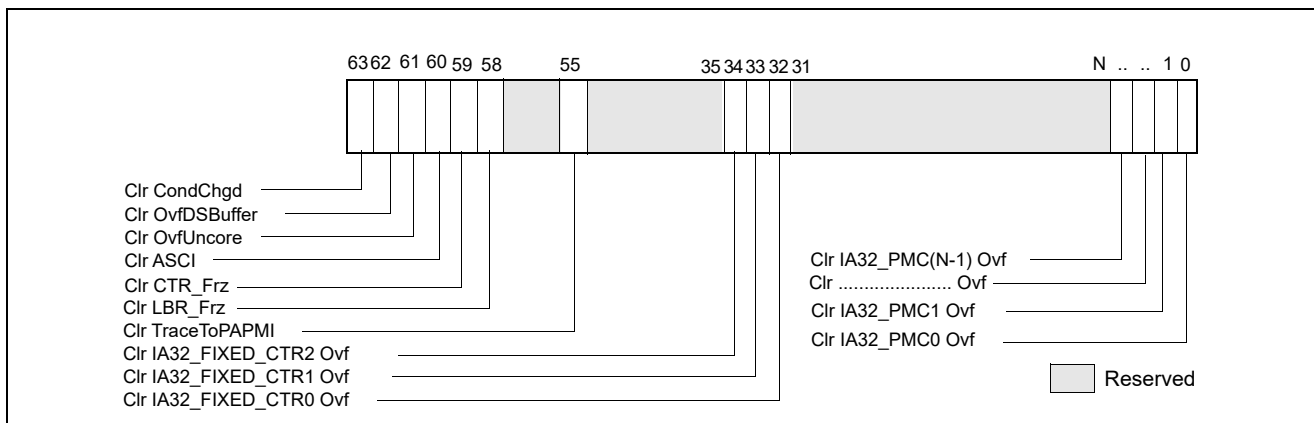 6362 61 60 59 58 55 35 34 33 32 31 N .. .. 1 0
Clr CondChgd
Clr OvfDSBuffer
Clr OvfUncore
Clr ASCI
Clr CTR_Frz
Clr LBR_Frz
Clr TraceToPAPMI
Clr IA32_FIXED_CTR2 Ovf
Clr IA32_FIXED_CTR1 Ovf
Clr IA32_FIXED_CTR0 Ovf
Clr IA32_PMC(N-1) Ovf
Clr ...................... Ovf
Clr IA32_PMC1 Ovf
Clr IA32_PMC0 Ovf
Reserved